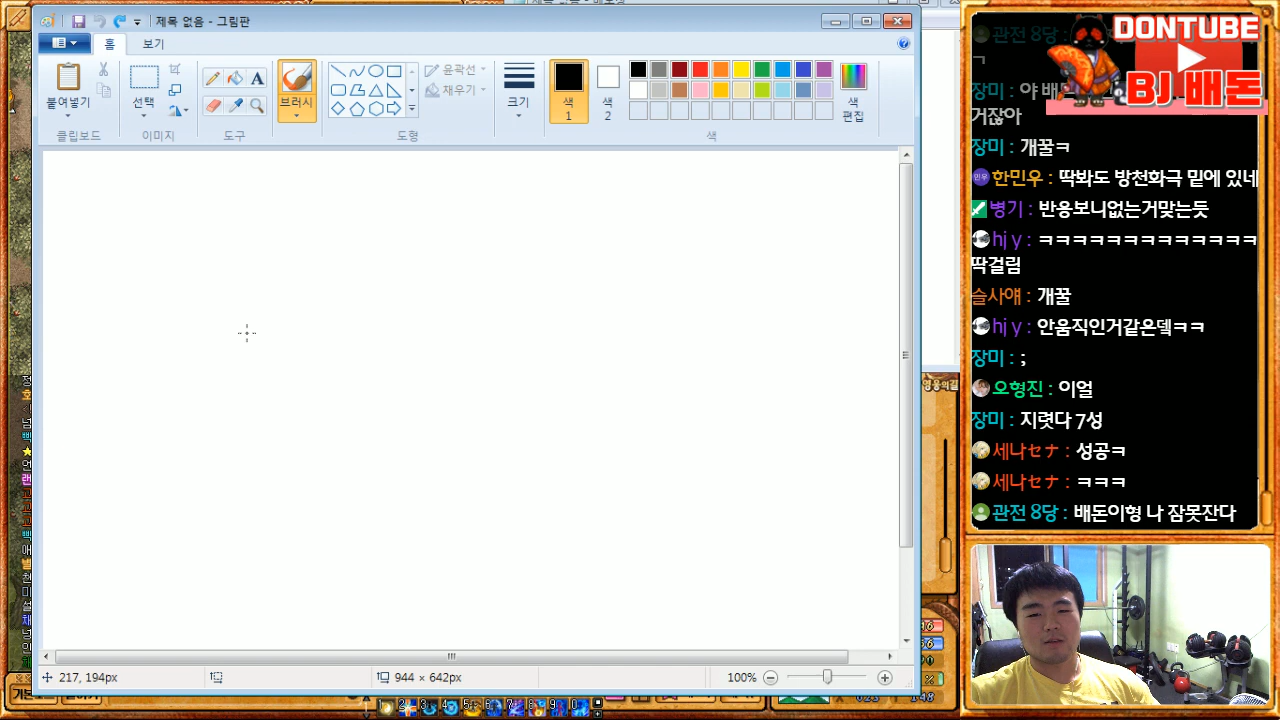 제목 없음 - 그림판
홈 보기
붙여넣기
선택
브러시
윤곽선
채우기
크기
색
1
색
2
색
편집
클립보드
이미지
도구
도형
색
217, 194px
944 × 642px
100%
영웅의길
DONTUBE
BJ 배돈
관전 8당 :
ㄱ
장미 : 야 배
거잖아
장미 : 개꿀ㅋ
한민우 : 딱봐도 방천화극 밑에 있네
병기 : 반응보니없는거맞는듯
hj y : ㅋㅋㅋㅋㅋㅋㅋㅋㅋㅋㅋㅋㅋ
딱걸림
슬사얘 : 개꿀
hj y : 안움직인거같은뎈ㅋㅋ
장미 : ;
오형진 : 이얼
장미 : 지렷다 7성
세나セナ : 성공ㅋ
세나セナ : ㅋㅋㅋ
관전 8당 : 배돈이형 나 잠못잔다